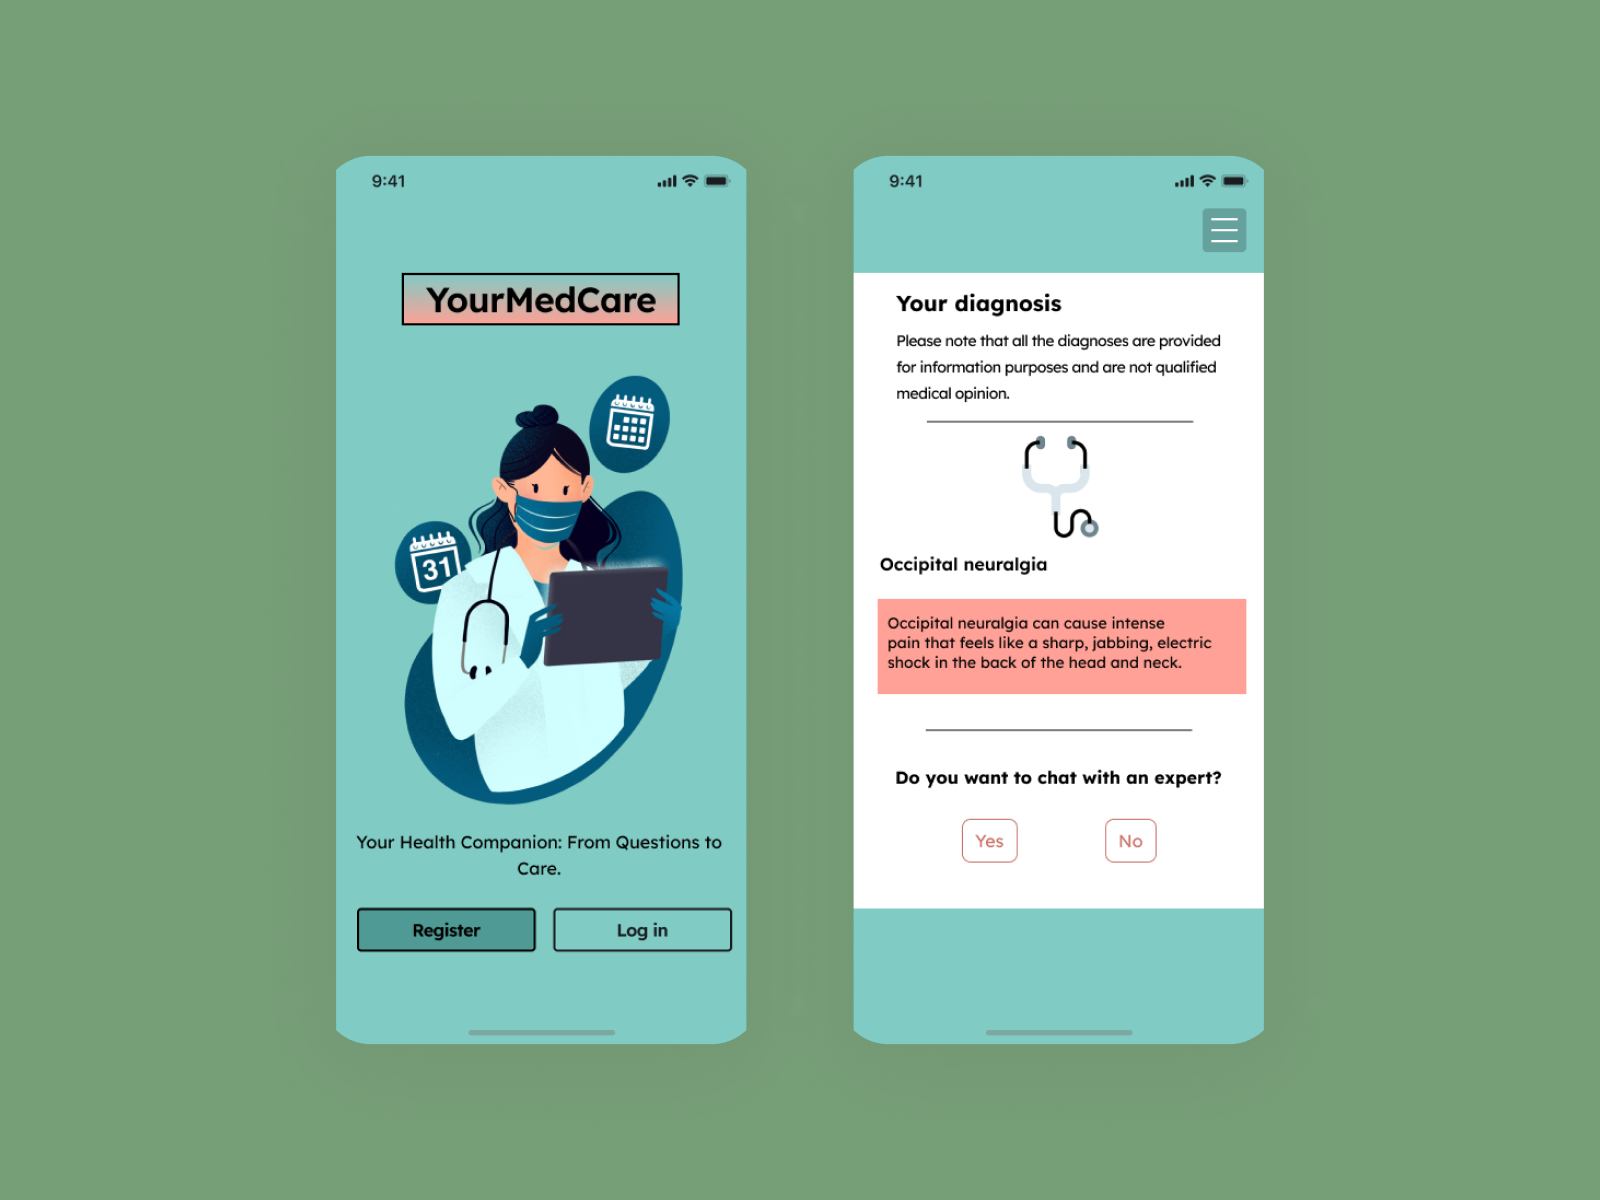 9:41
YourMedCare
31
Your Health Companion: From Questions to
Care.
Register
Log in
9:41
Your diagnosis
Please note that all the diagnoses are provided
for information purposes and are not qualified
medical opinion.
Occipital neuralgia
Occipital neuralgia can cause intense
pain that feels like a sharp, jabbing, electric
shock in the back of the head and neck.
Do you want to chat with an expert?
Yes
No